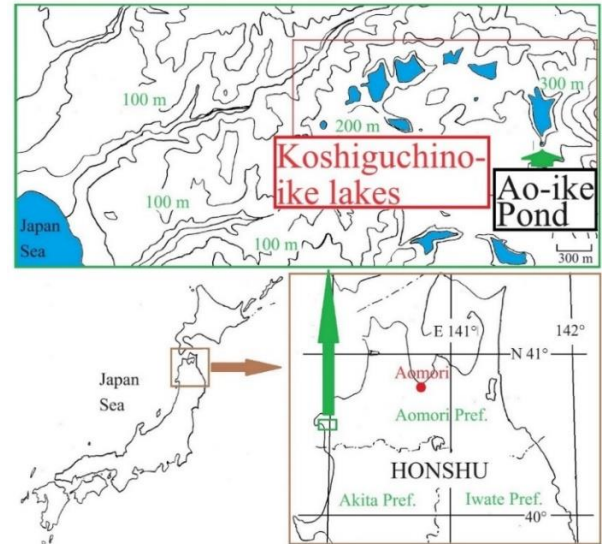 100 m
300 m
200 m
Koshiguchino-
ike lakes
Ao-ike
Pond
100 m
100 m
Japan
Sea
300 m
Japan
Sea
E 141°
142°
N 41°
Aomori
Aomori Pref.
HONSHU
Akita Pref.
Iwate Pref.
40°